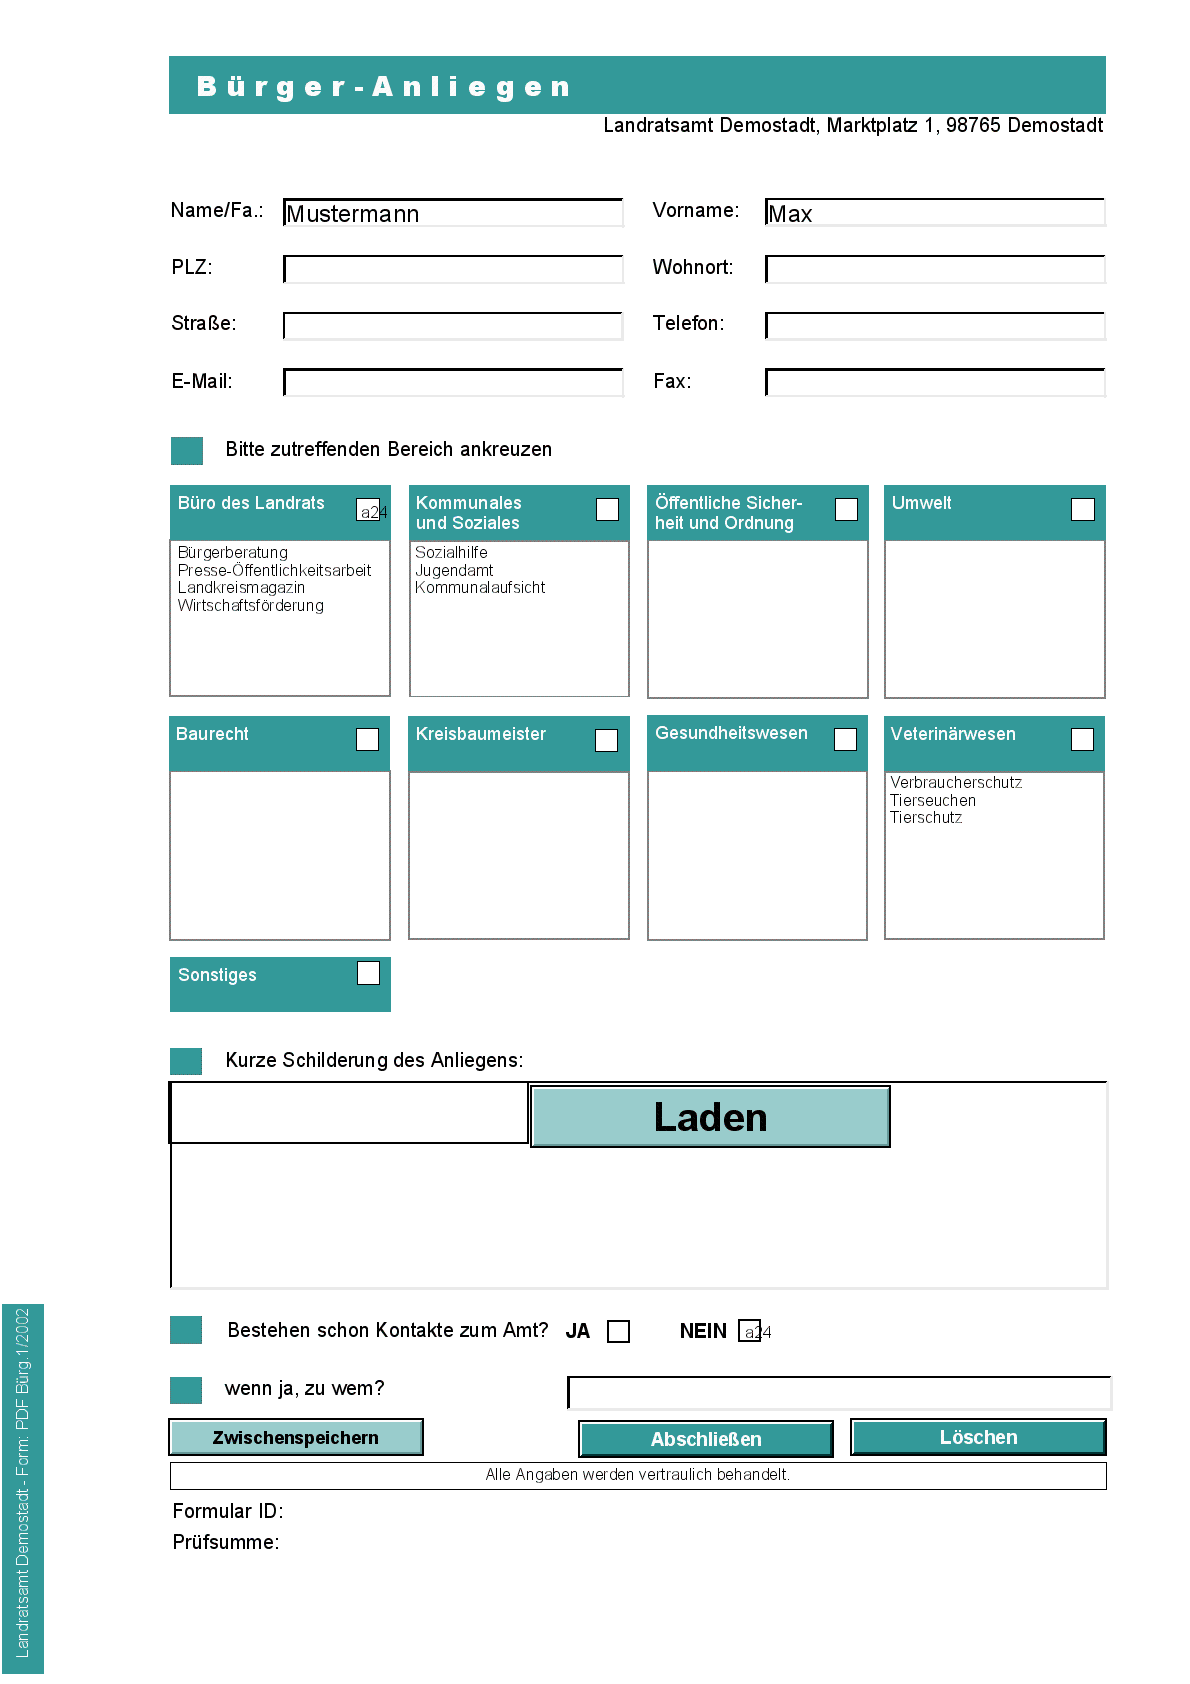 Bürger-Anliegen
Landratsamt Demostadt, Marktplatz 1, 98765 Demostadt
Name/Fa.: Mustermann Vorname: Max
PLZ: Wohnort:
Straße: Telefon:
E-Mail: Fax:
Bitte zutreffenden Bereich ankreuzen
Büro des Landrats a24
Bürgerberatung
Presse-Öffentlichkeitsarbeit
Landkreismagazin
Wirtschaftsförderung
Kommunales
und Soziales
Sozialhilfe
Jugendamt
Kommunalaufsicht
Öffentliche Sicher-
heit und Ordnung
Umwelt
Baurecht
Kreisbaumeister
Gesundheitswesen
Veterinärwesen
Verbraucherschutz
Tierseuchen
Tierschutz
Sonstiges
Kurze Schilderung des Anliegens:
Laden
Bestehen schon Kontakte zum Amt? JA NEIN a24
wenn ja, zu wem?
Zwischenspeichern Abschließen Löschen
Alle Angaben werden vertraulich behandelt.
Formular ID:
Prüfsumme:
Landratsamt Demostadt - Form: PDF Bürg.1/2002